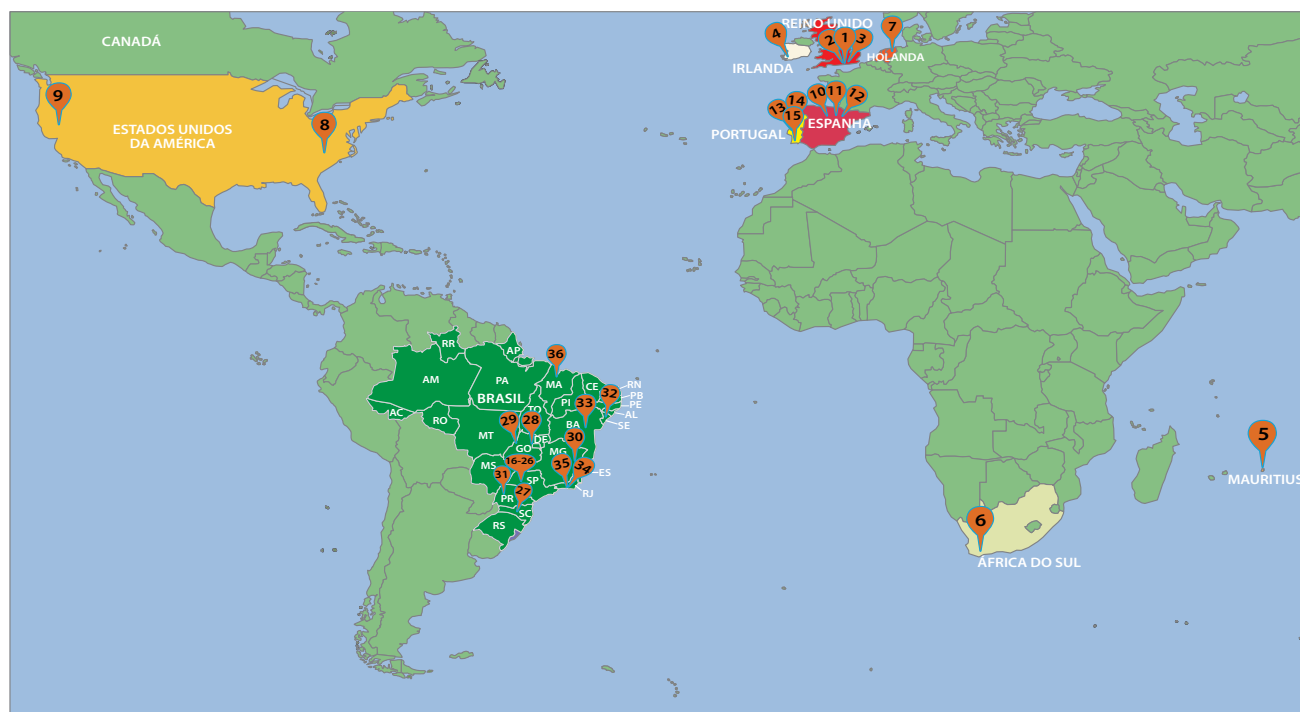 CANADÁ
REINO UNIDO
4
2
1
3
7
IRLANDA
HOLANDA
9
8
ESTADOS UNIDOS
DA AMÉRICA
13
14
15
10
11
12
PORTUGAL
ESPANHA
RR
AP
36
AM
PA
MA
CE
RN
BRASIL
PI
32
PB
PE
AC
RO
TO
33
AL
29
28
BA
SE
MT
DF
GO
30
MG
MS
16-26
35
34
ES
31
SP
27
RJ
PR
SC
RS
5
MAURITIUS
6
ÁFRICA DO SUL